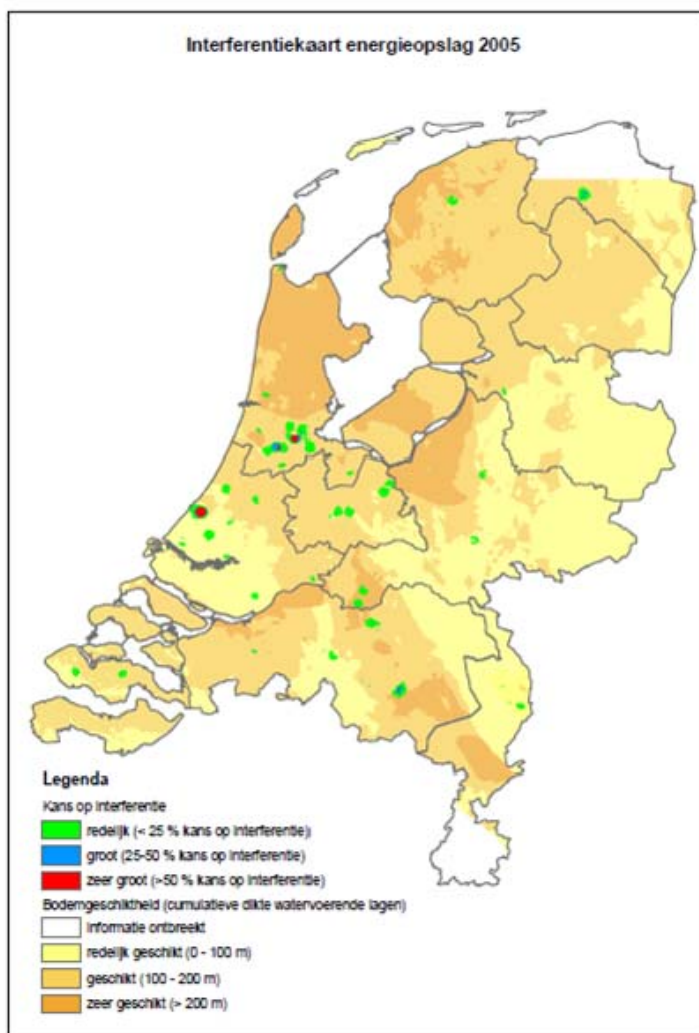 Interferentiekaart energieopslag 2005
Legenda
Kans op interferentie
redelijk (< 25 % kans op interferentie)
groot (25-50 % kans op interferentie)
zeer groot (>50 % kans op interferentie)
Bodemgeschiktheid (cumulatieve dikte watervoerende lagen)
Informatie ontbreekt
redelijk geschikt (0 - 100 m)
geschikt (100 - 200 m)
zeer geschikt (> 200 m)